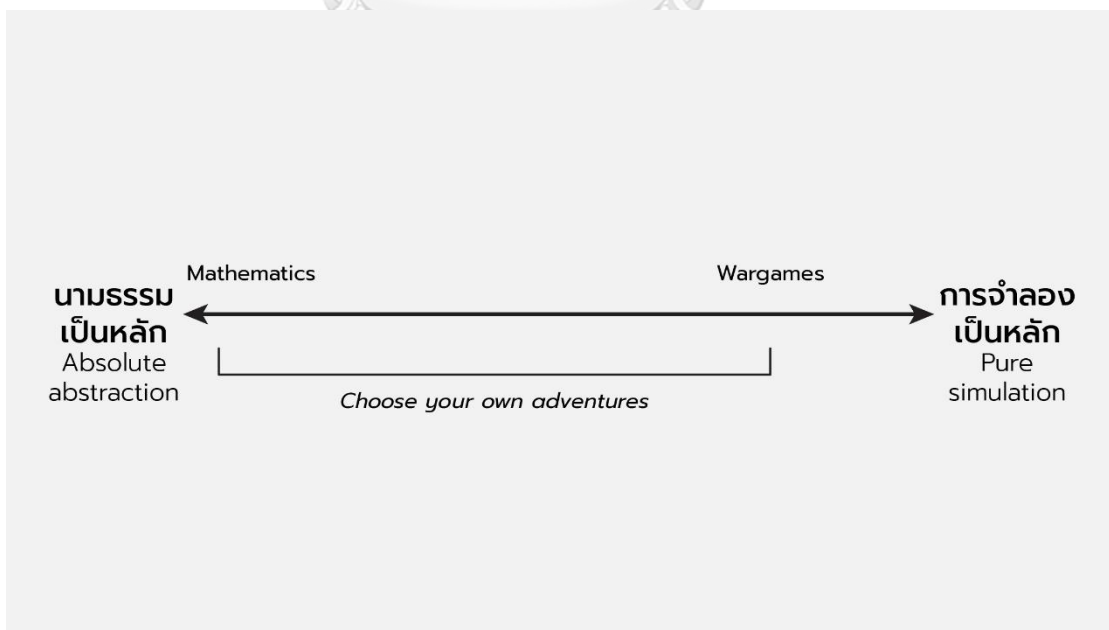 Mathematics
Wargames
นามธรรม
เป็นหลัก
Absolute
abstraction
การจำลอง
เป็นหลัก
Pure
simulation
Choose your own adventures